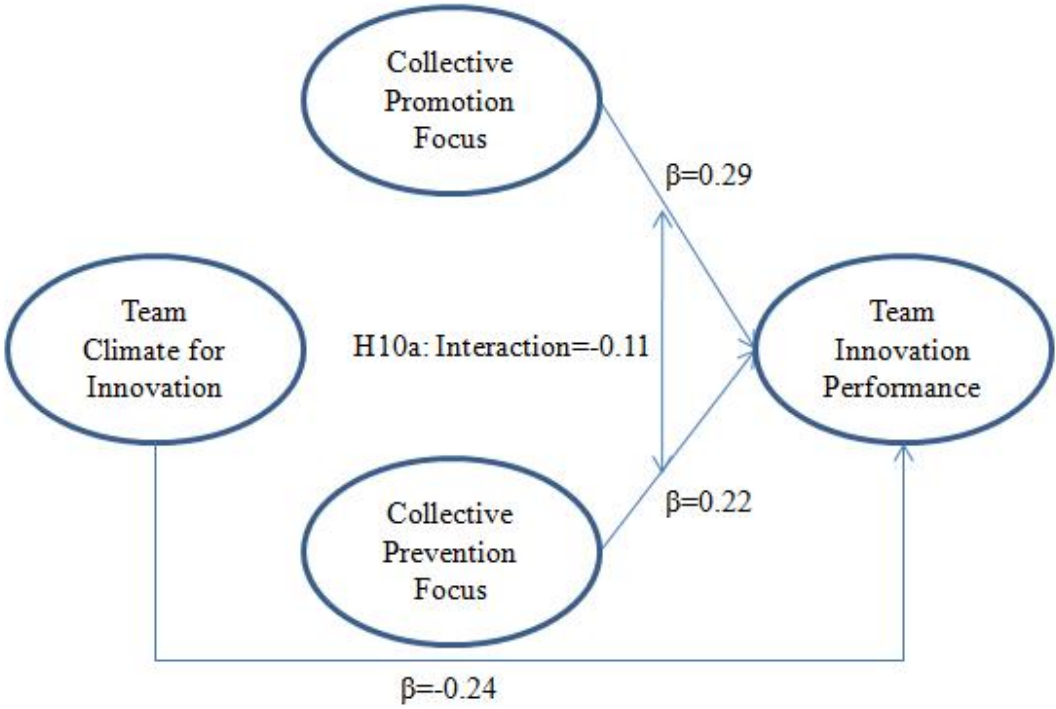 Collective
Promotion
Focus
β=0.29
Team
Climate for
Innovation
H10a: Interaction=-0.11
Team
Innovation
Performance
Collective
Prevention
Focus
β=0.22
β=-0.24